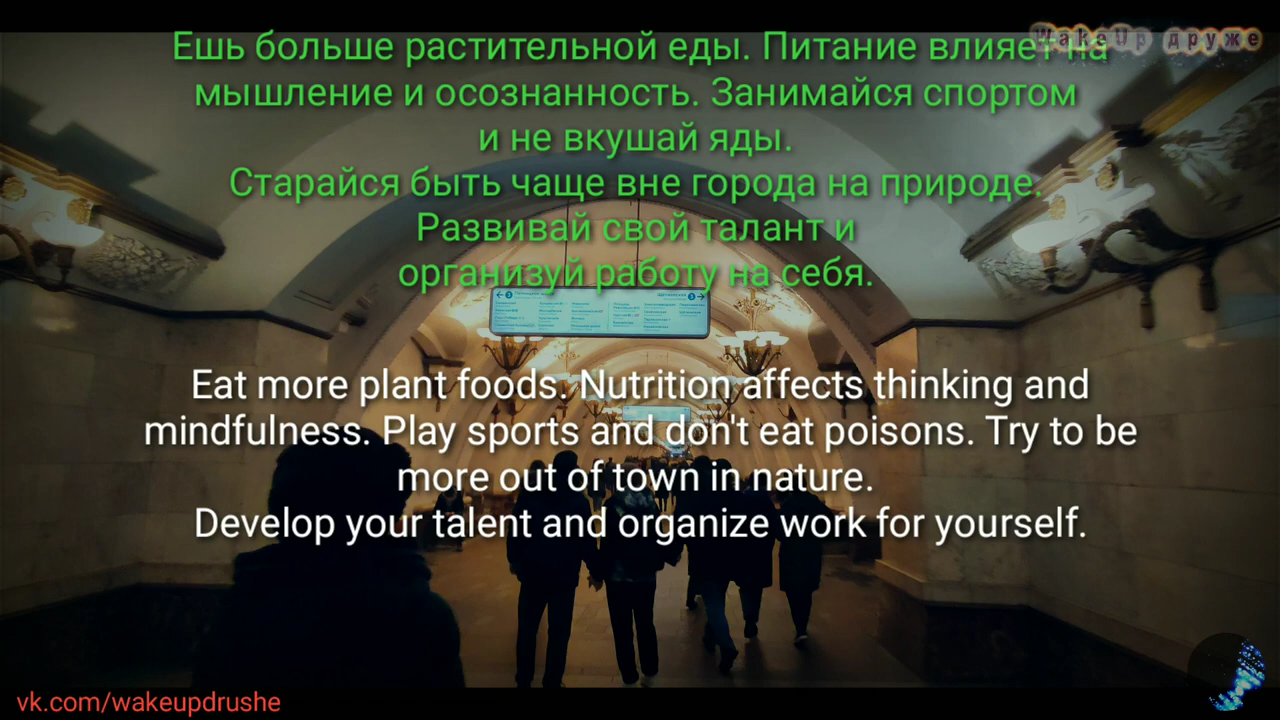 Ешь больше растительной еды. Питание влияет на
WakeUp друже
мышление и осознанность. Занимайся спортом
и не вкушай яды.
Старайся быть чаще вне города на природе.
Развивай свой талант и
организуй работу на себя.
Eat more plant foods. Nutrition affects thinking and
mindfulness. Play sports and don't eat poisons. Try to be
more out of town in nature.
Develop your talent and organize work for yourself.
vk.com/wakeupdrushe